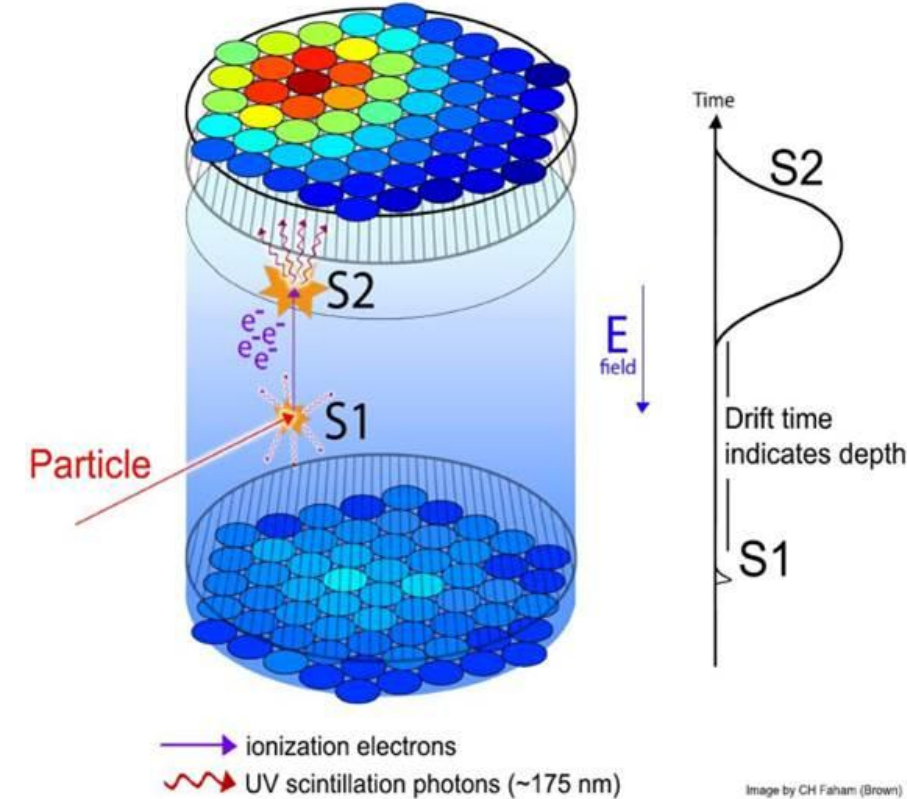 Time
S2
S2
e-
e-
e-
e-
E
field
S1
Drift time
indicates depth
Particle
S1
ionization electrons
UV scintillation photons (~175 nm)
Image by CH Faham (Brown)